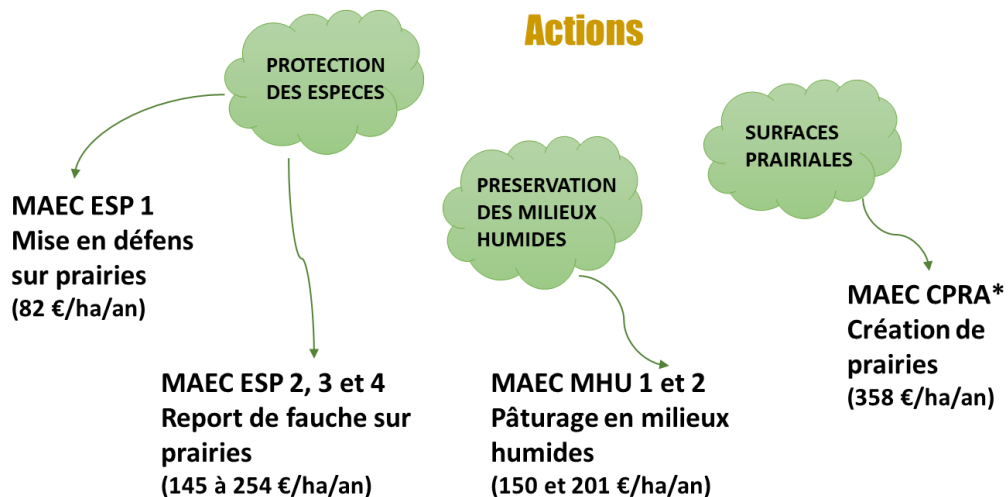 Actions
PROTECTION
DES ESPECES
MAEC ESP 1
Mise en défens
sur prairies
(82 €/ha/an)
MAEC ESP 2, 3 et 4
Report de fauche sur
prairies
(145 à 254 €/ha/an)
PRESERVATION
DES MILIEUX
HUMIDES
MAEC MHU 1 et 2
Pâturage en milieux
humides
(150 et 201 €/ha/an)
SURFACES
PRAIRIALES
MAEC CPRA*
Création de
prairies
(358 €/ha/an)